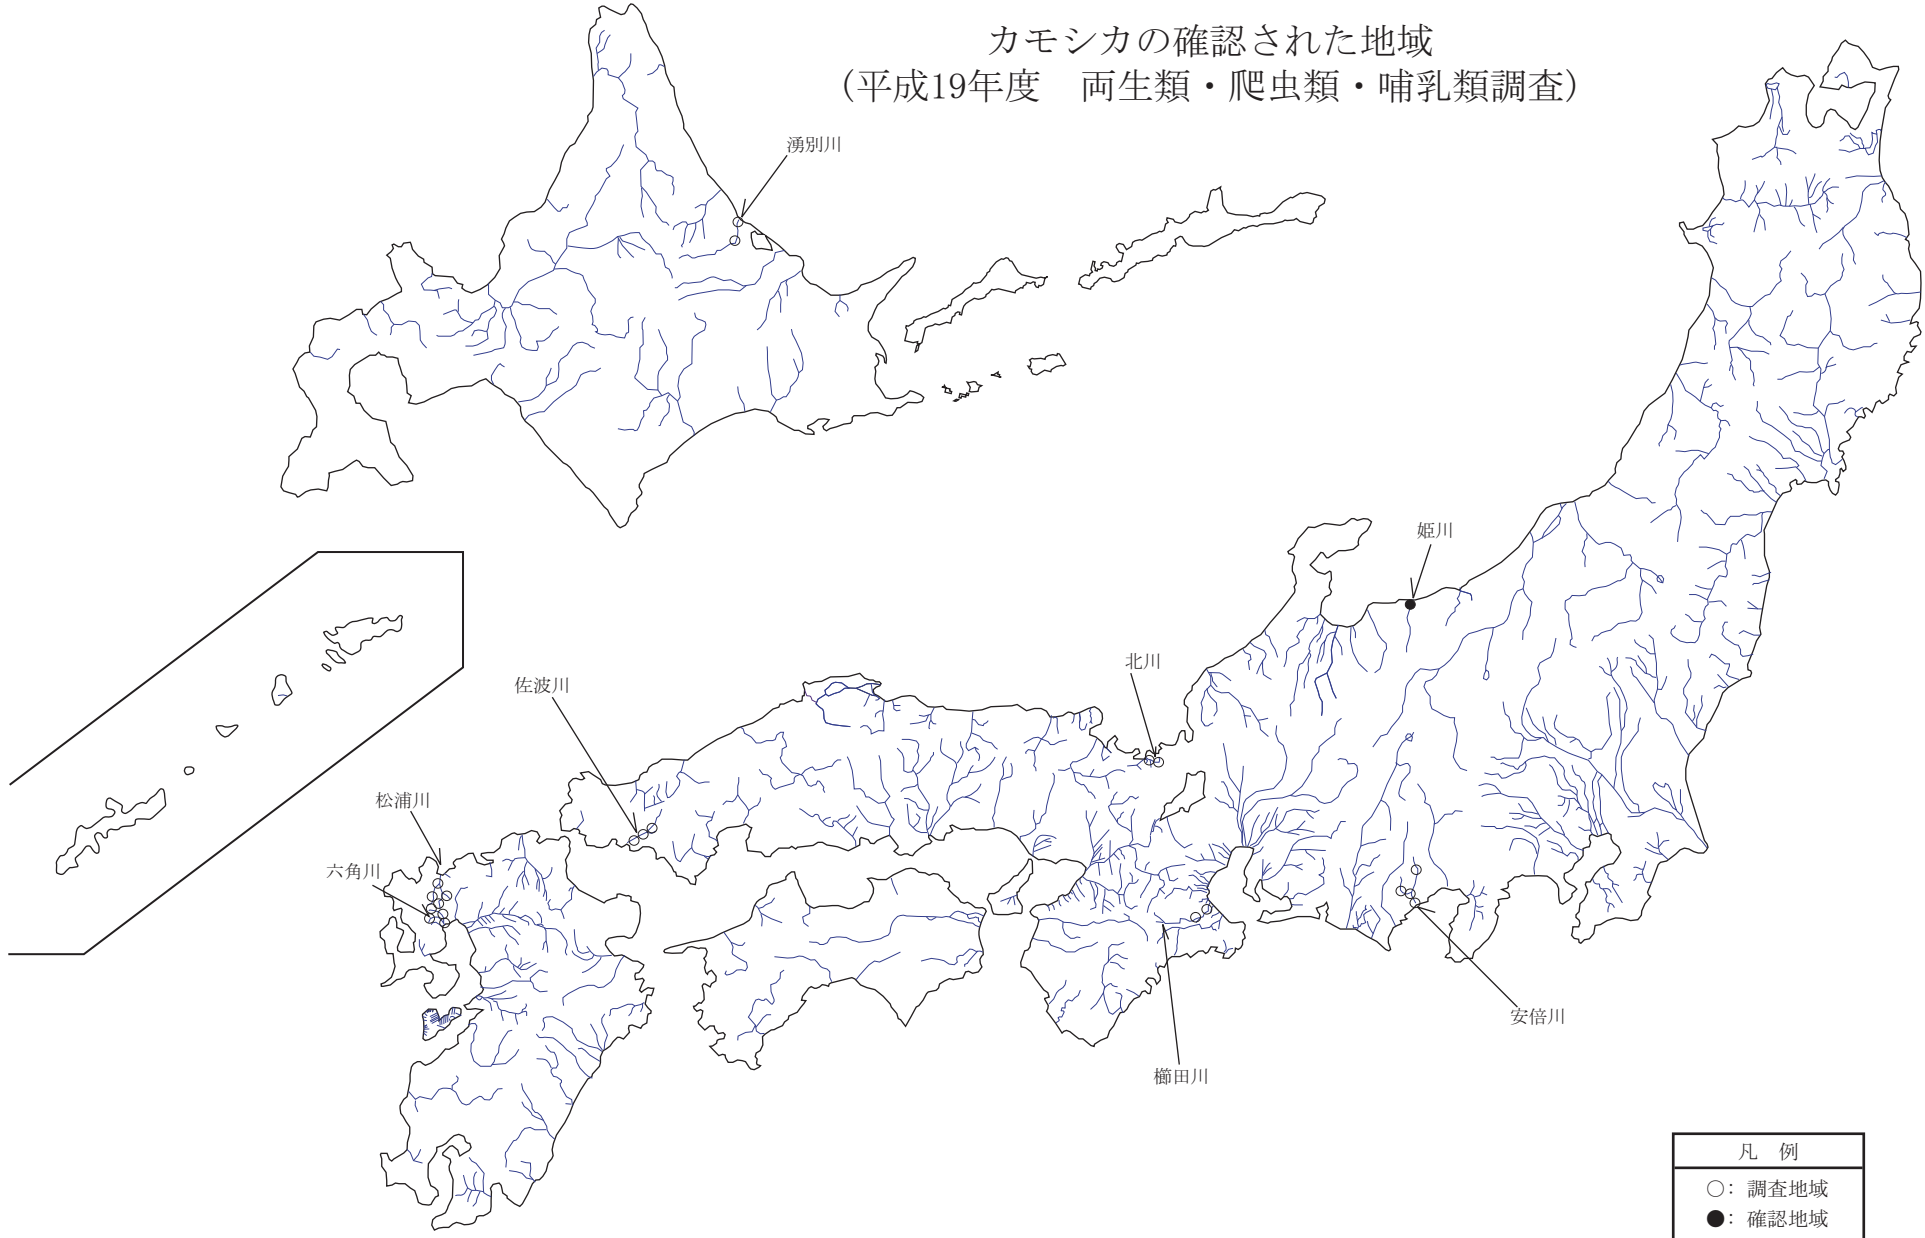 カモシカの確認された地域
(平成19年度　両生類・爬虫類・哺乳類調査)
湧別川
姫川
北川
佐波川
松浦川
六角川
安倍川
櫛田川
凡　例
○：調査地域
●：確認地域